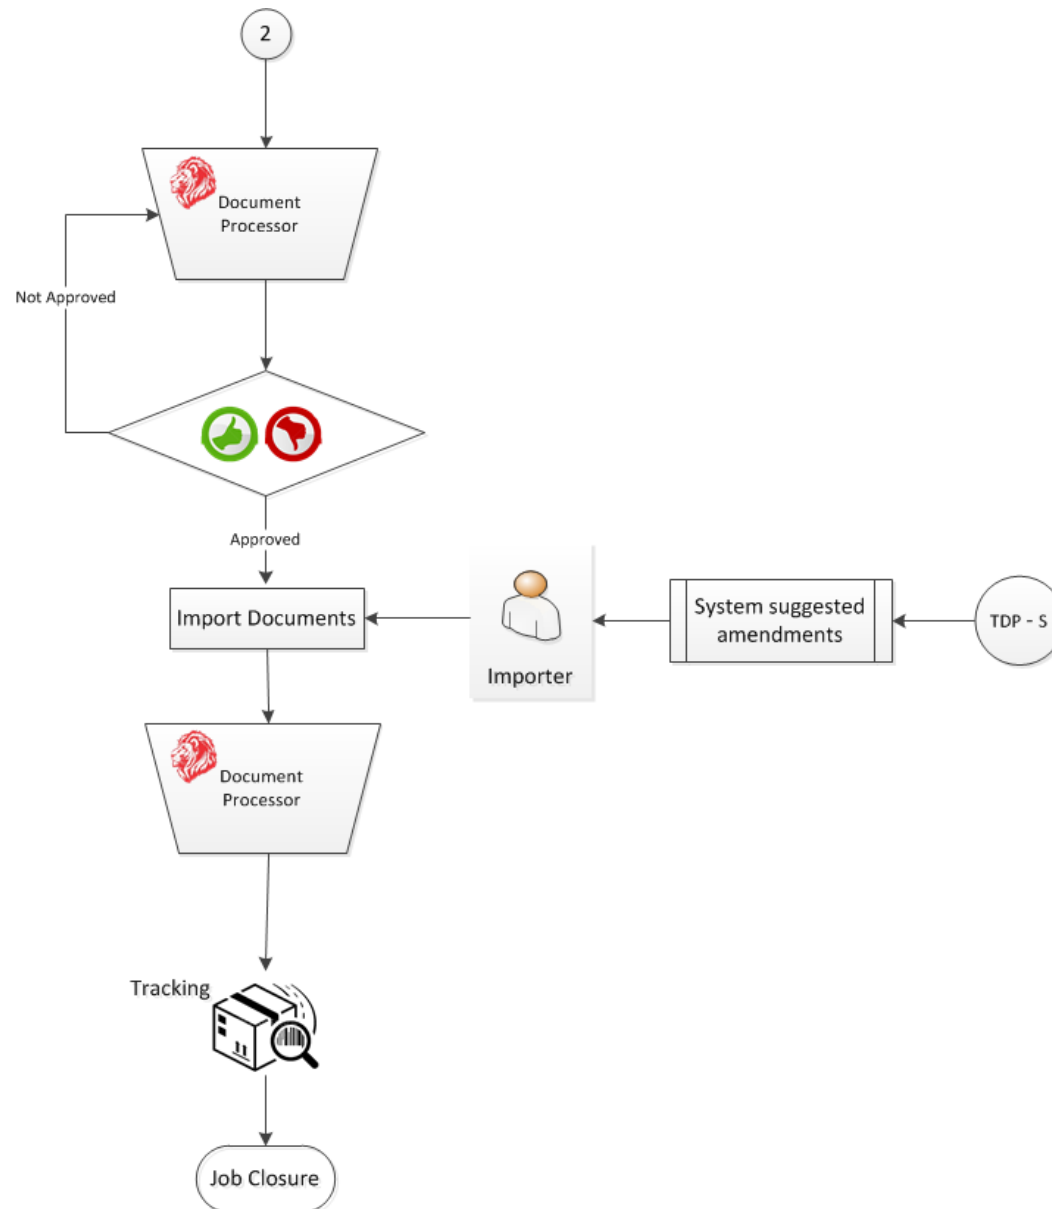 2
Document
Processor
Not Approved
Approved
Import Documents
Importer
System suggested
amendments
TDP - S
Document
Processor
Tracking
Job Closure